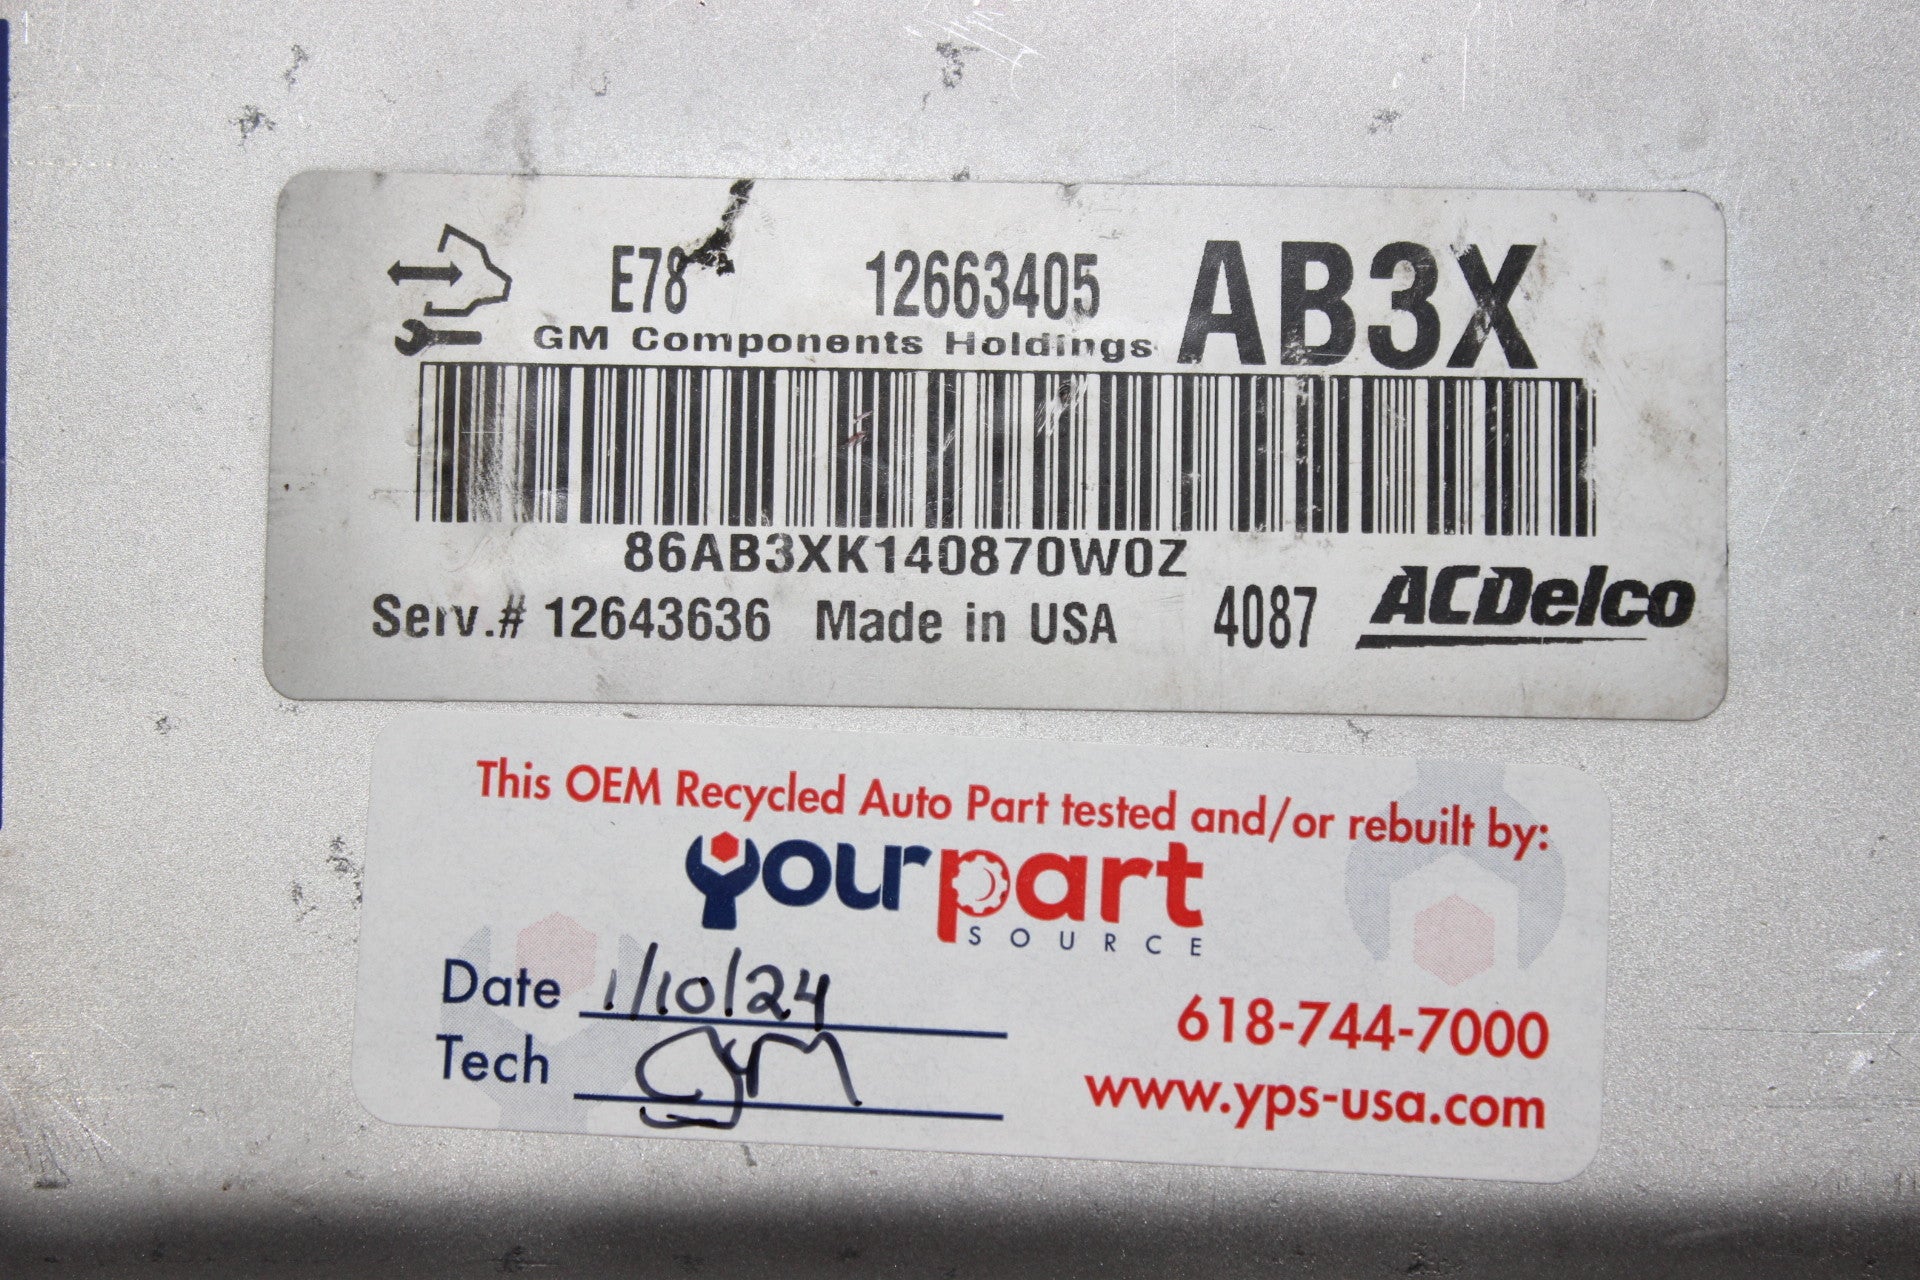 E78 12663405 AB3X
GM Components Holdings
86AB3XK140870W0Z
Serv.# 12643636 Made in USA 4087 ACDelco
This OEM Recycled Auto Part tested and/or rebuilt by:
yourpart
SOURCE
Date 1/10/24
618-744-7000
Tech
www.yps-usa.com